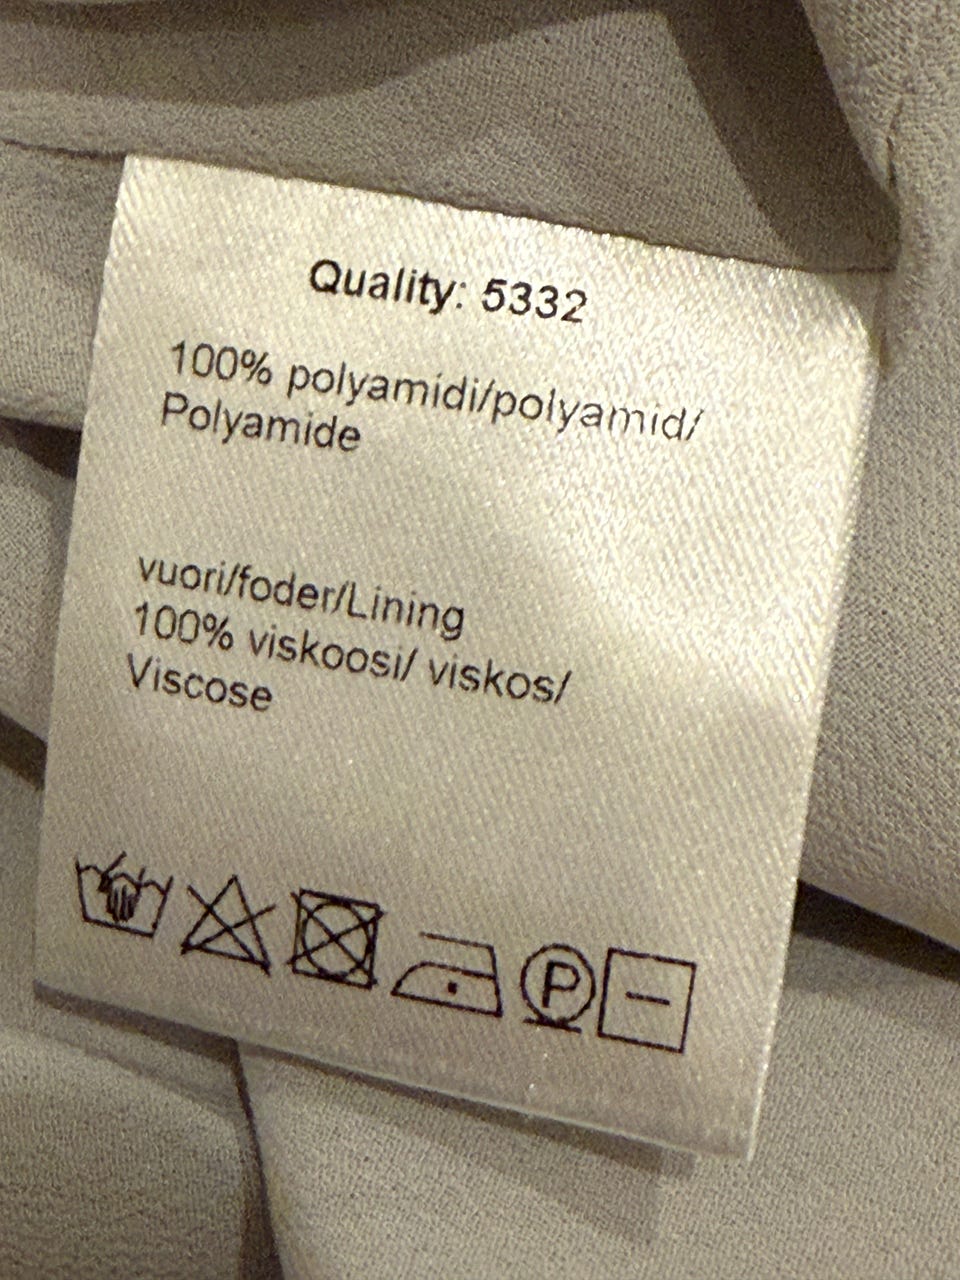 Quality: 5332
100% polyamidi/polyamid/
Polyamide
vuori/foder/Lining
100% viskoosi/ viskos/
Viscose
P